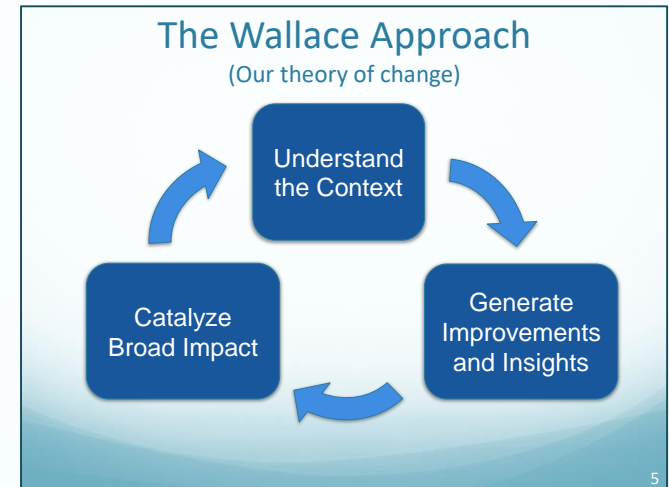 The Wallace Approach
(Our theory of change)
Understand
the Context
Generate
Improvements
and Insights
Catalyze
Broad Impact
5